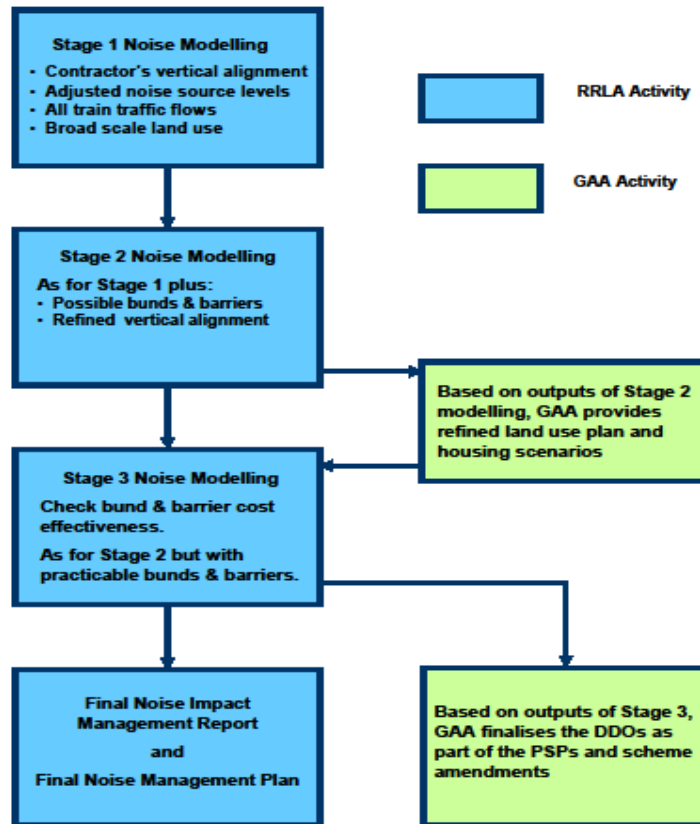 Stage 1 Noise Modelling
- Contractor's vertical alignment
- Adjusted noise source levels
- All train traffic flows
- Broad scale land use
RRLA Activity
GAA Activity
Stage 2 Noise Modelling
As for Stage 1 plus:
- Possible bunds & barriers
- Refined vertical alignment
Based on outputs of Stage 2
modelling, GAA provides
refined land use plan and
housing scenarios
Stage 3 Noise Modelling
Check bund & barrier cost
effectiveness.
As for Stage 2 but with
practicable bunds & barriers.
Final Noise Impact
Management Report
and
Final Noise Management Plan
Based on outputs of Stage 3,
GAA finalises the DDOs as
part of the PSPs and scheme
amendments